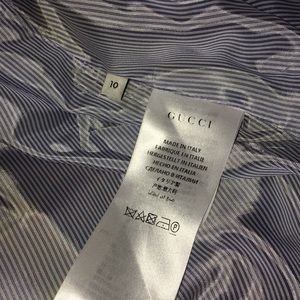 10
GUCCI
MADE IN ITALY
FABRIQUÉ EN ITALIE
HERGESTELLT IN ITALIEN
HECHO EN ITALIA
СДЕЛАНО В ИТАЛИИ
イタリア製